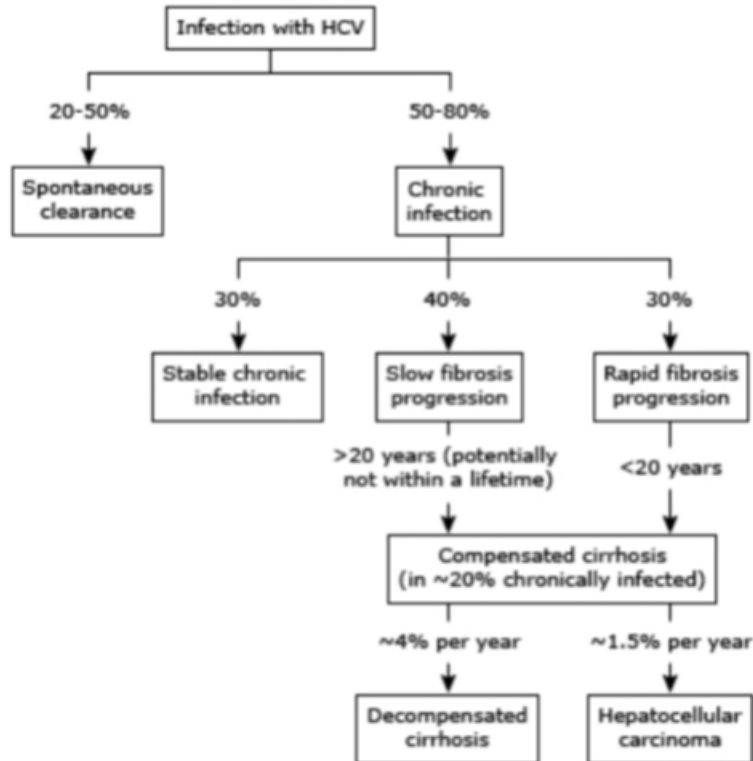 Infection with HCV
20-50%
50-80%
Spontaneous
clearance
Chronic
infection
30%
40%
30%
Stable chronic
infection
Slow fibrosis
progression
Rapid fibrosis
progression
>20 years (potentially
not within a lifetime)
<20 years
Compensated cirrhosis
(in ~20% chronically infected)
~4% per year
~1.5% per year
Decompensated
cirrhosis
Hepatocellular
carcinoma